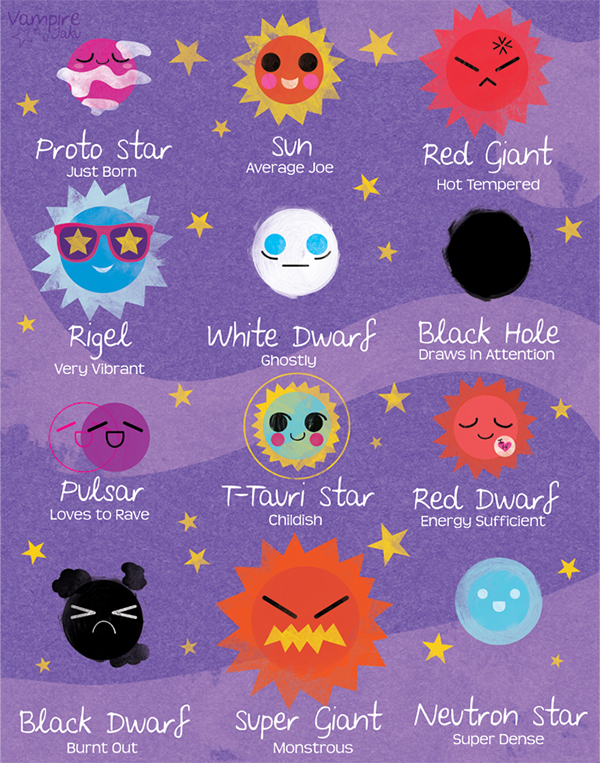 Vampire
Jaku
Proto Star
Just Born
Sun
Average Joe
Red Giant
Hot Tempered
Rigel
Very Vibrant
White Dwarf
Ghostly
Black Hole
Draws In Attention
Pulsar
Loves to Rave
T-Tauri Star
Childish
Red Dwarf
Energy Sufficient
Black Dwarf
Burnt Out
Super Giant
Monstrous
Neutron Star
Super Dense